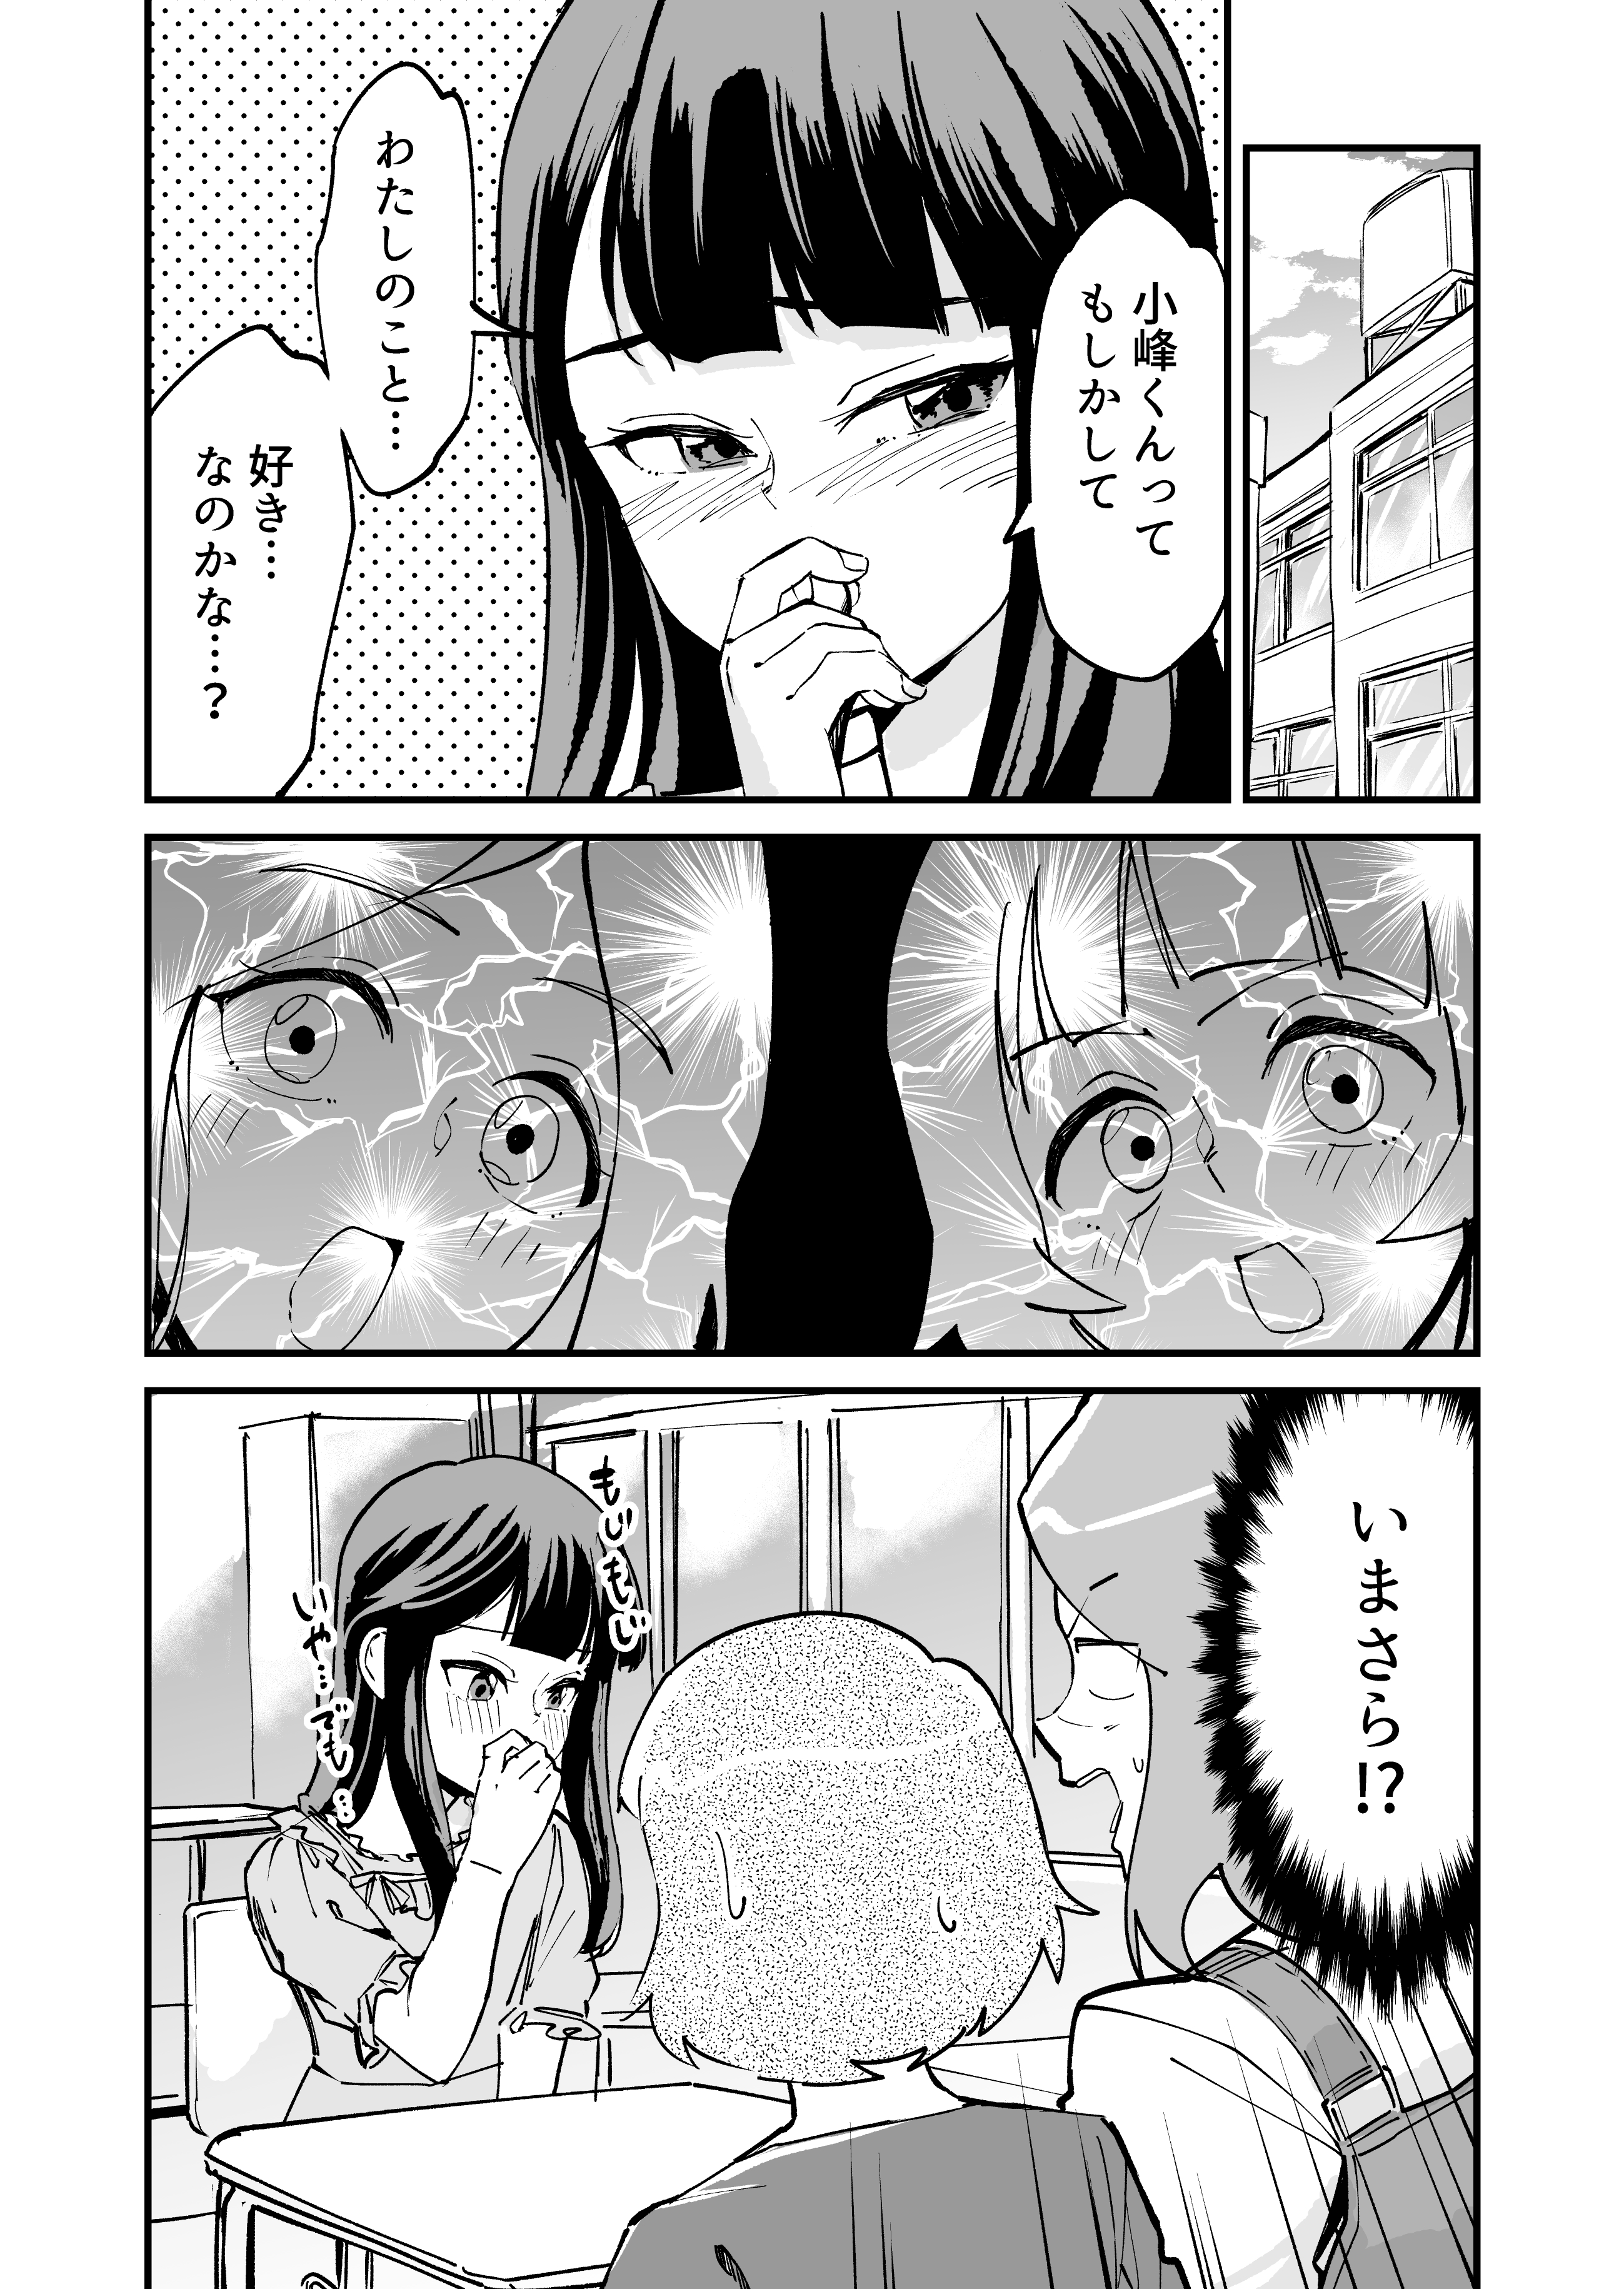 小峰くんって
もしかして
わたしのこと…
好き…
なのかな…？
いまさら!?
もじもじ
いや…でも…